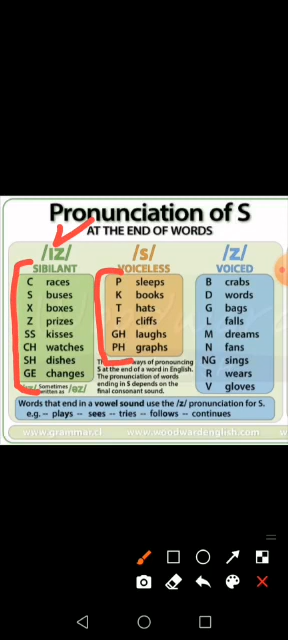 Pronunciation of S
AT THE END OF WORDS
/ɪz/
SIBILANT
C races
S buses
X boxes
Z prizes
SS kisses
CH watches
SH dishes
GE changes
Sometimes
written as /əz/
/s/
VOICELESS
P sleeps
K books
T hats
F cliffs
GH laughs
PH graphs
ways of pronouncing
S at the end of a word in English.
The pronunciation of words
ending in S depends on the
final consonant sound.
/z/
VOICED
B crabs
D words
G bags
L falls
M dreams
N fans
NG sings
R wears
V gloves
Words that end in a vowel sound use the /z/ pronunciation for S.
e.g. -- plays -- sees -- tries -- follows -- continues
www.grammar.cl
www.woodwardenglish.com